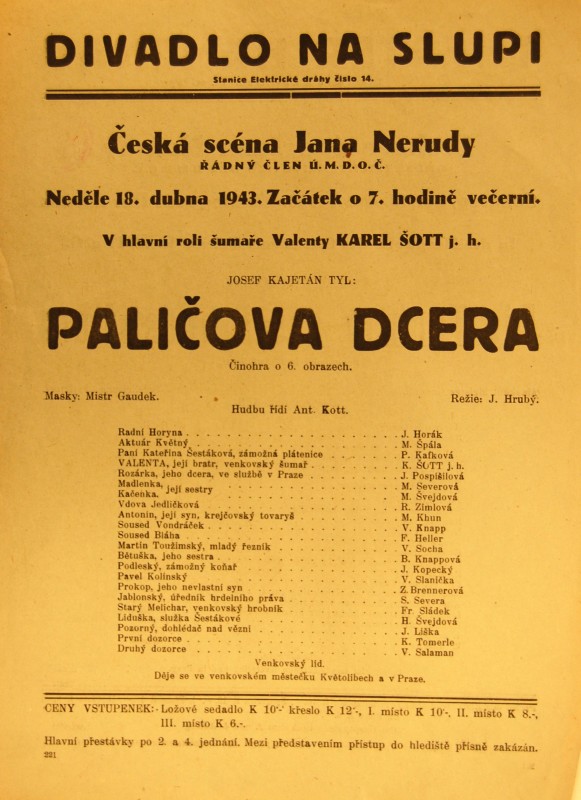 DIVADLO NA SLUPI
Stanice Elektrické dráhy číslo 14.
Česká scéna Jana Nerudy
ŘÁDNÝ ČLEN Ú. M. D. O. Č.
Neděle 18. dubna 1943. Začátek o 7. hodině večerní.
V hlavní roli šumaře Valenty KAREL ŠOTT j. h.
JOSEF KAJETÁN TYL:
PALIČOVA DCERA
Činohra o 6. obrazech.
Masky: Mistr Gaudek. Režie: J. Hrubý.
Hudbu řídí Ant. Kott.
Radní Horyna . . . . . J. Horák
Aktuár Květný . . . . . M. Špála
Paní Kateřina Šestáková, zámožná plátenice . . . . . P. Kafková
VALENTA, její bratr, venkovský šumař . . . . . K. ŠOTT j. h.
Rozárka, jeho dcera, ve službě v Praze . . . . . J. Pospíšilová
Madlenka, její sestry . . . . . M. Severová
Kačenka, . . . . . M. Švejdová
Vdova Jedličková . . . . . R. Zimlová
Antonín, její syn, krejčovský tovaryš . . . . . M. Khun
Soused Vondráček . . . . . V. Knapp
Soused Bláha . . . . . F. Heller
Martin Toužimský, mladý řezník . . . . . V. Socha
Bětuška, jeho sestra . . . . . B. Knappová
Podleský, zámožný koňař . . . . . J. Kopecký
Pavel Kolinský . . . . . V. Slanička
Prokop, jeho nevlastní syn . . . . . Z. Brennerová
Jablonský, úředník hrdelního práva . . . . . S. Severa
Starý Melichar, venkovský hrobník . . . . . Fr. Sládek
Liduška, služka Šestákové . . . . . H. Švejdová
Pozorný, dohlédač nad vězni . . . . . J. Liška
První dozorce . . . . . K. Tomerle
Druhý dozorce . . . . . V. Salaman
Venkovský lid.
Děje se ve venkovském městečku Květolibech a v Praze.
CENY VSTUPENEK: Ložové sedadlo K 10·- křeslo K 12·-, I. místo K 10·-, II. místo K 8.-,
III. místo K 6.-.
Hlavní přestávky po 2. a 4. jednání. Mezi představením přístup do hlediště přísně zakázán.
221